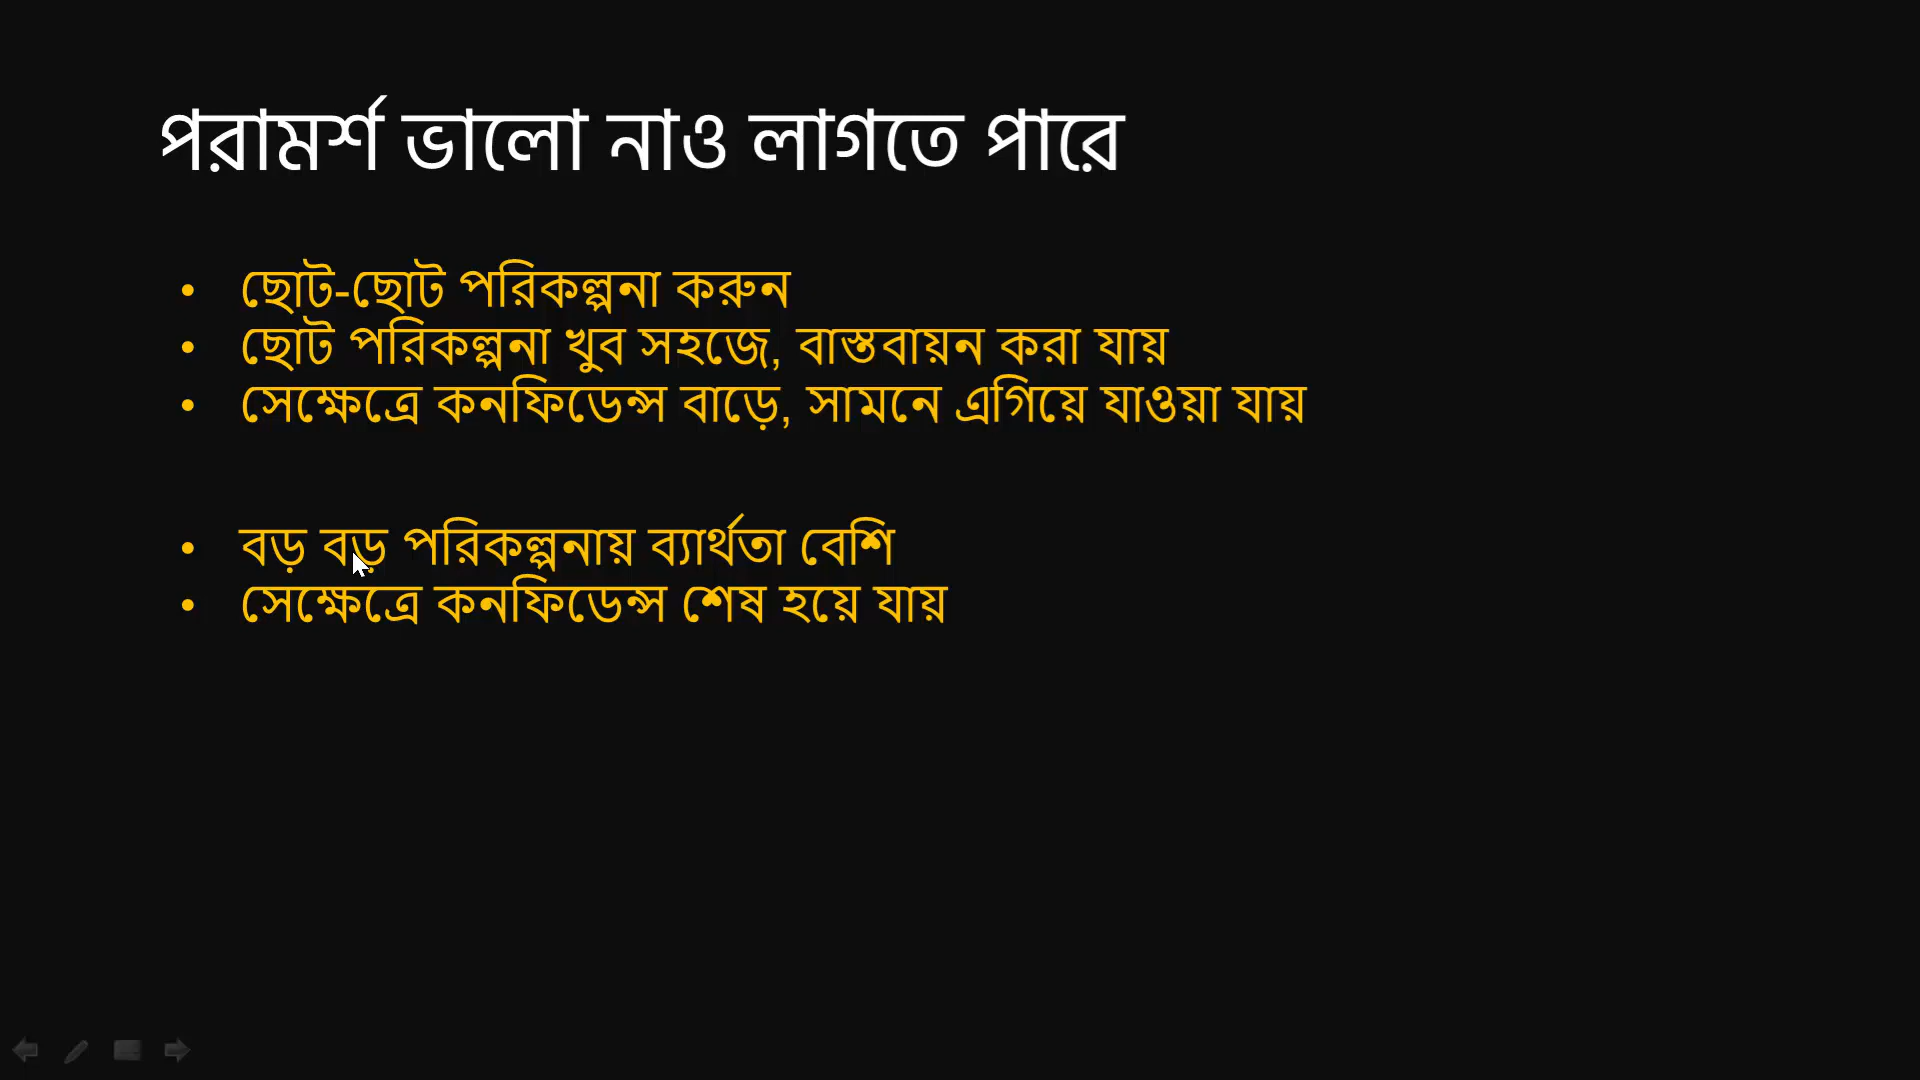 পরামর্শ ভালো নাও লাগতে পারে
• ছোট-ছোট পরিকল্পনা করুন
• ছোট পরিকল্পনা খুব সহজে, বাস্তবায়ন করা যায়
• সেক্ষেত্রে কনফিডেন্স বাড়ে, সামনে এগিয়ে যাওয়া যায়
• বড় বড় পরিকল্পনায় ব্যার্থতা বেশি
• সেক্ষেত্রে কনফিডেন্স শেষ হয়ে যায়